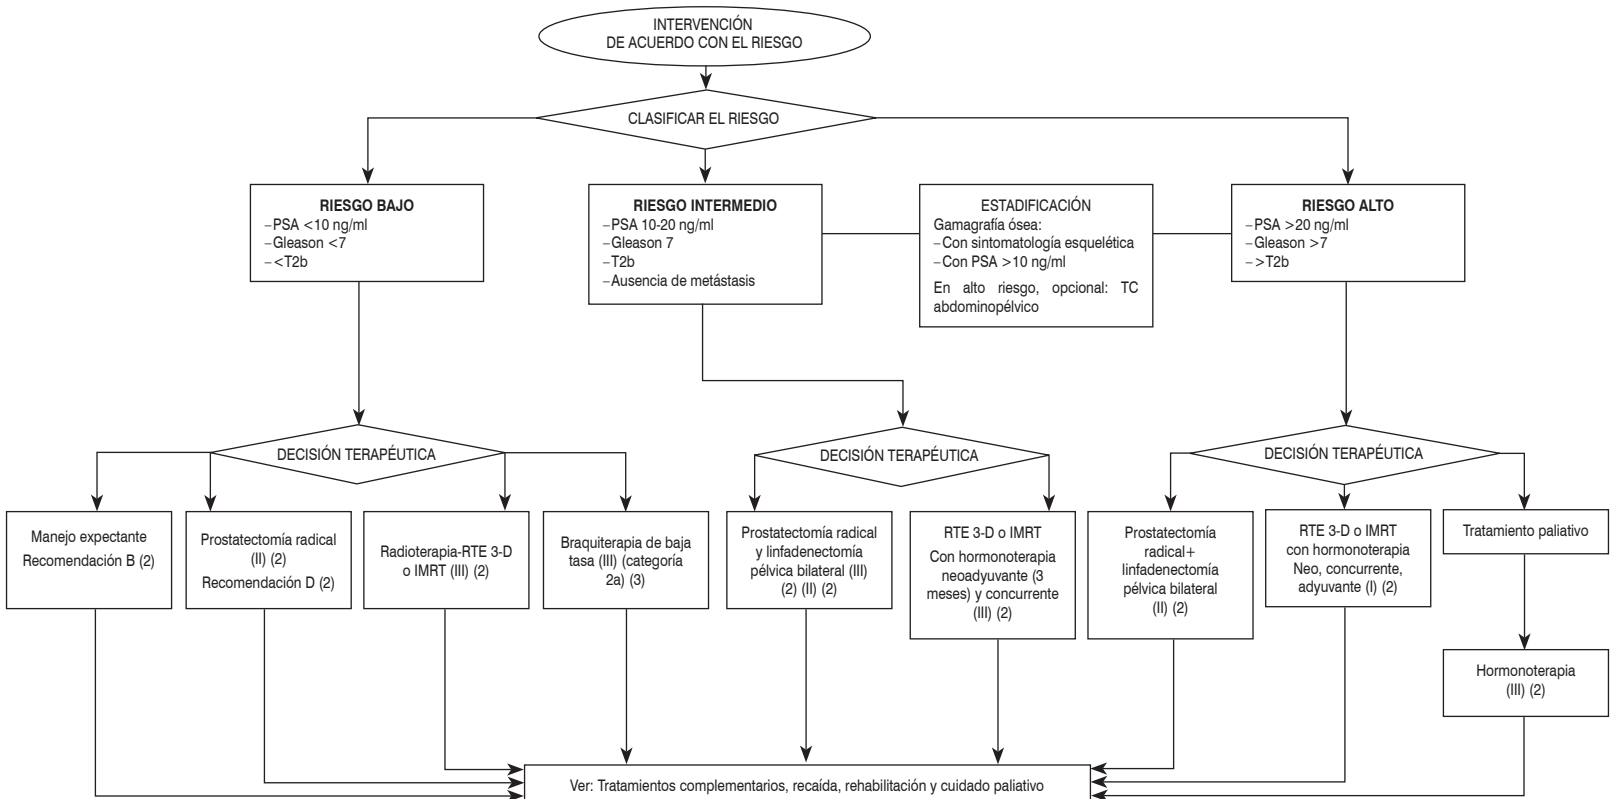 INTERVENCIÓN
DE ACUERDO CON EL RIESGO
CLASIFICAR EL RIESGO
RIESGO BAJO
–PSA <10 ng/ml
–Gleason <7
–<T2b
RIESGO INTERMEDIO
–PSA 10-20 ng/ml
–Gleason 7
–T2b
–Ausencia de metástasis
ESTADIFICACIÓN
Gamagrafía ósea:
–Con sintomatología esquelética
–Con PSA >10 ng/ml
En alto riesgo, opcional: TC
abdominopélvico
RIESGO ALTO
–PSA >20 ng/ml
–Gleason >7
–>T2b
DECISIÓN TERAPÉUTICA
DECISIÓN TERAPÉUTICA
DECISIÓN TERAPÉUTICA
Manejo expectante
Recomendación B (2)
Prostatectomía radical
(II) (2)
Recomendación D (2)
Radioterapia-RTE 3-D
o IMRT (III) (2)
Braquiterapia de baja
tasa (III) (categoría
2a) (3)
Prostatectomía radical
y linfadenectomía
pélvica bilateral (III)
(2) (II) (2)
RTE 3-D o IMRT
Con hormonoterapia
neoadyuvante (3
meses) y concurrente
(III) (2)
Prostatectomía
radical+
linfadenectomía
pélvica bilateral
(II) (2)
RTE 3-D o IMRT
con hormonoterapia
Neo, concurrente,
adyuvante (I) (2)
Tratamiento paliativo
Hormonoterapia
(III) (2)
Ver: Tratamientos complementarios, recaída, rehabilitación y cuidado paliativo